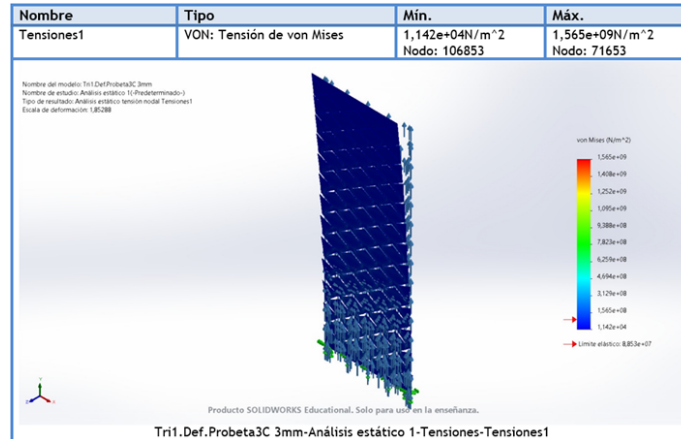 Nombre Tipo Mín. Máx.
Tensiones1 VON: Tensión de von Mises 1,142e+04N/m^2 1,565e+09N/m^2
Nodo: 106853 Nodo: 71653
Nombre del modelo: Tri1.Def.Probeta3C 3mm
Nombre de estudio: Análisis estático 1(-Predeterminado-)
Tipo de resultado: Análisis estático tensión nodal Tensiones1
Escala de deformación: 1,85288
von Mises (N/m^2)
1,565e+09
1,408e+09
1,252e+09
1,095e+09
9,388e+08
7,823e+08
6,259e+08
4,694e+08
3,129e+08
1,565e+08
1,142e+04
Límite elástico: 8,853e+07
Producto SOLIDWORKS Educational. Solo para uso en la enseñanza.
Tri1.Def.Probeta3C 3mm-Análisis estático 1-Tensiones-Tensiones1